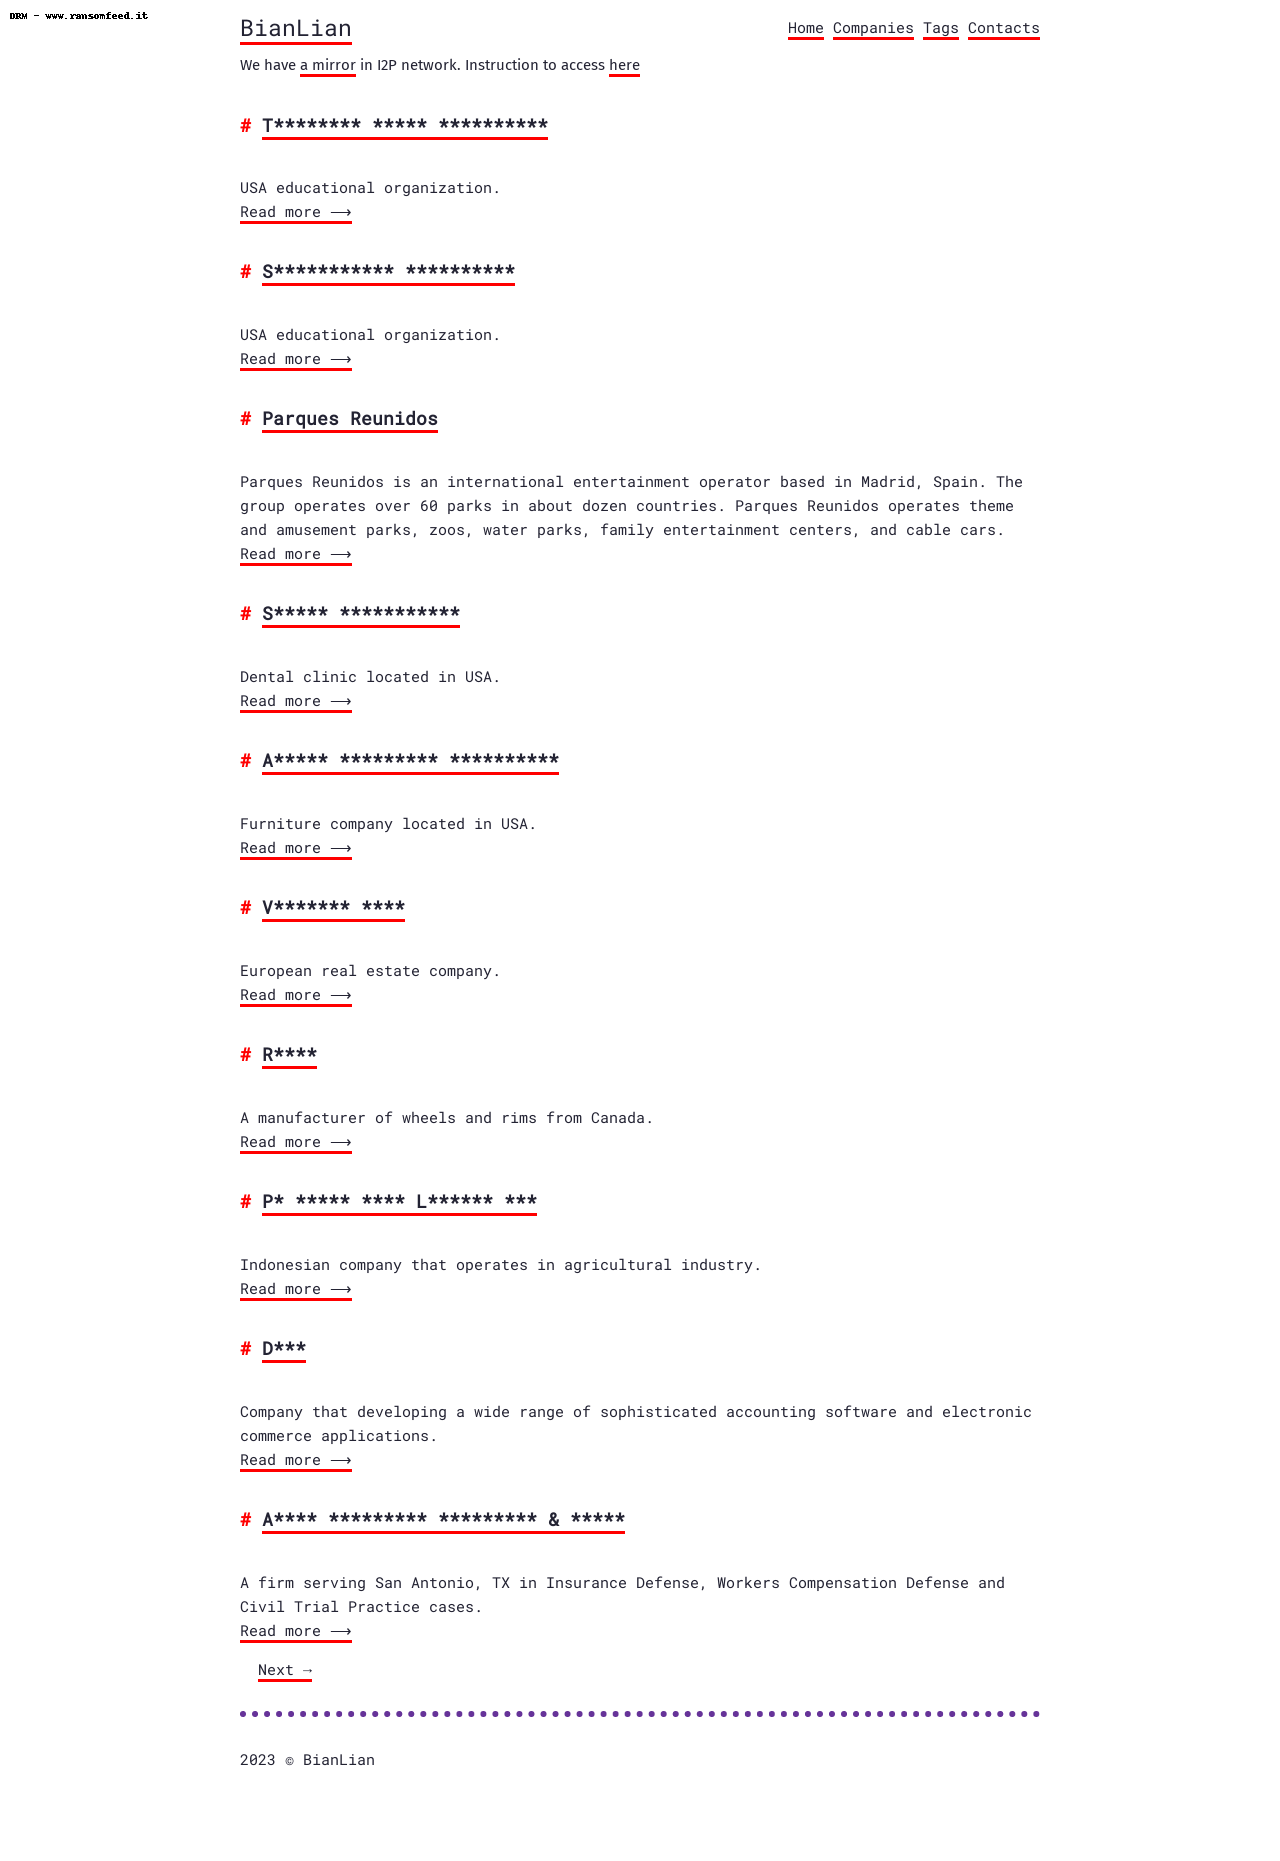 DRM - www.ransomfeed.it
BianLian
Home Companies Tags Contacts
We have a mirror in I2P network. Instruction to access here
# T******** ***** **********
USA educational organization.
Read more ⟶
# S*********** **********
USA educational organization.
Read more ⟶
# Parques Reunidos
Parques Reunidos is an international entertainment operator based in Madrid, Spain. The
group operates over 60 parks in about dozen countries. Parques Reunidos operates theme
and amusement parks, zoos, water parks, family entertainment centers, and cable cars.
Read more ⟶
# S***** ***********
Dental clinic located in USA.
Read more ⟶
# A***** ********* **********
Furniture company located in USA.
Read more ⟶
# V******* ****
European real estate company.
Read more ⟶
# R****
A manufacturer of wheels and rims from Canada.
Read more ⟶
# P* ***** **** L****** ***
Indonesian company that operates in agricultural industry.
Read more ⟶
# D***
Company that developing a wide range of sophisticated accounting software and electronic
commerce applications.
Read more ⟶
# A**** ********* ********* & *****
A firm serving San Antonio, TX in Insurance Defense, Workers Compensation Defense and
Civil Trial Practice cases.
Read more ⟶
Next →
2023 © BianLian